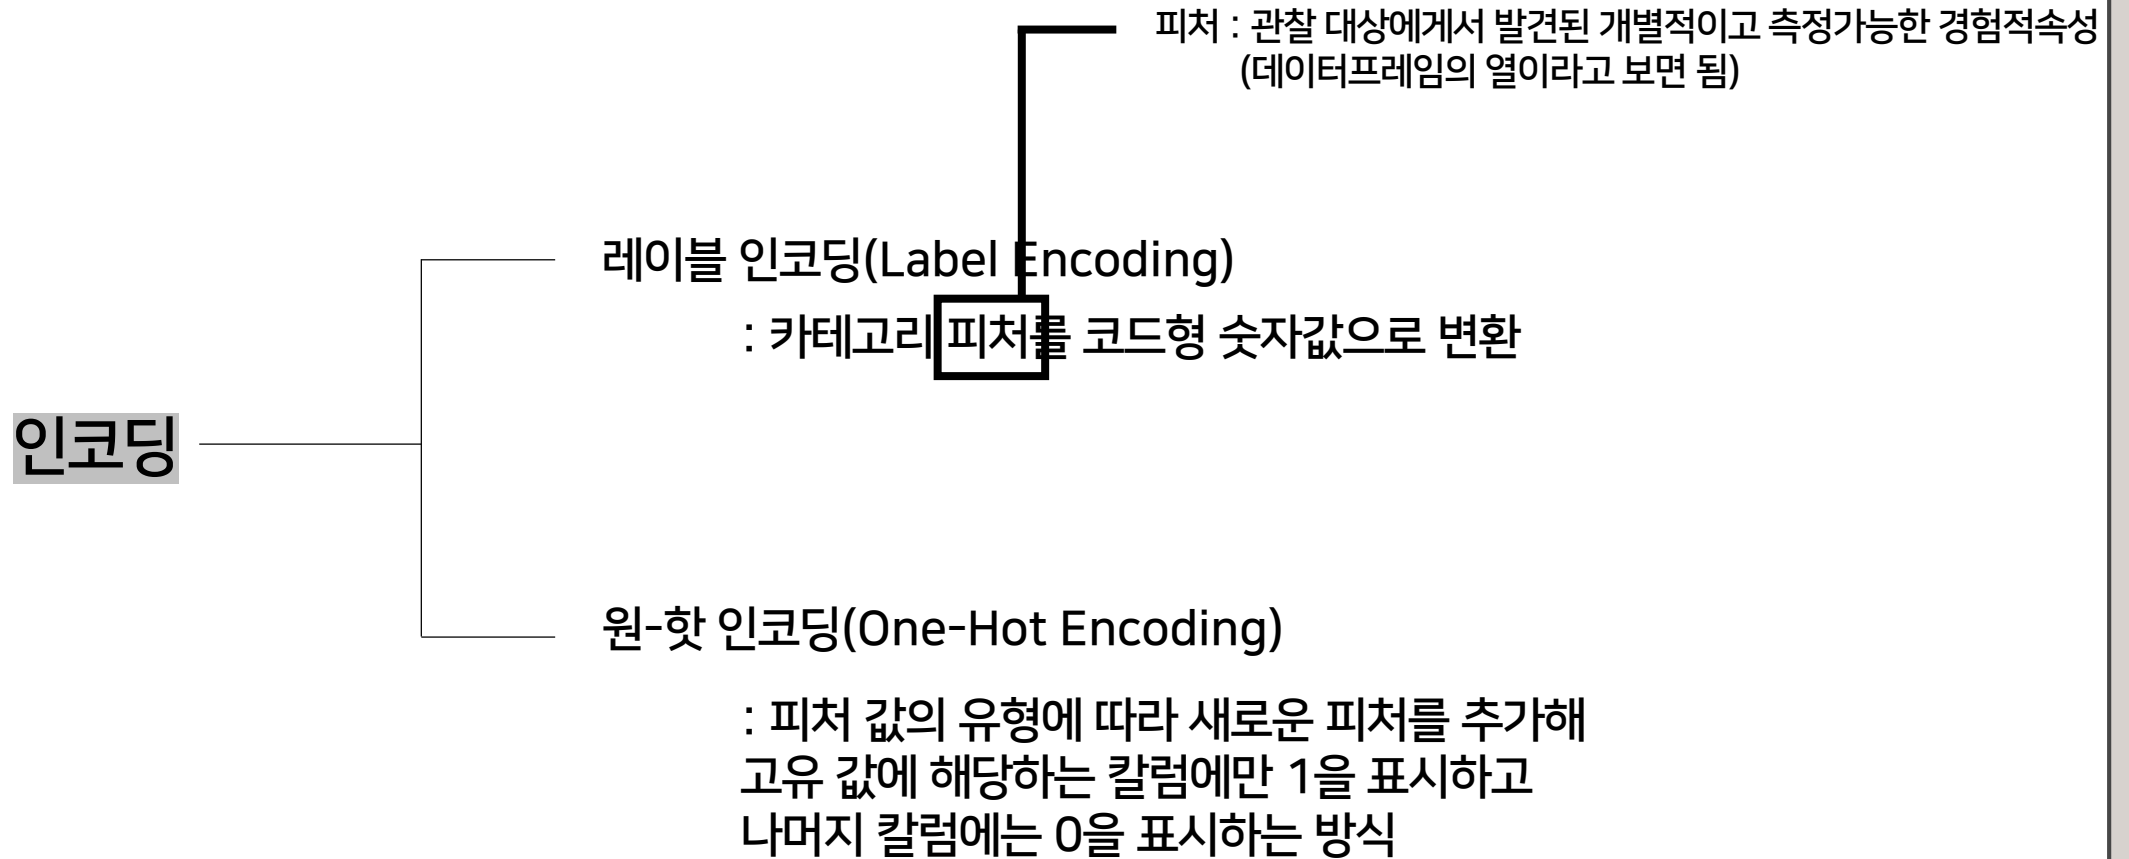 피처 : 관찰 대상에게서 발견된 개별적이고 측정가능한 경험적속성
(데이터프레임의 열이라고 보면 됨)
레이블 인코딩(Label Encoding)
: 카테고리 피처를 코드형 숫자값으로 변환
인코딩
원-핫 인코딩(One-Hot Encoding)
: 피처 값의 유형에 따라 새로운 피처를 추가해
고유 값에 해당하는 칼럼에만 1을 표시하고
나머지 칼럼에는 0을 표시하는 방식